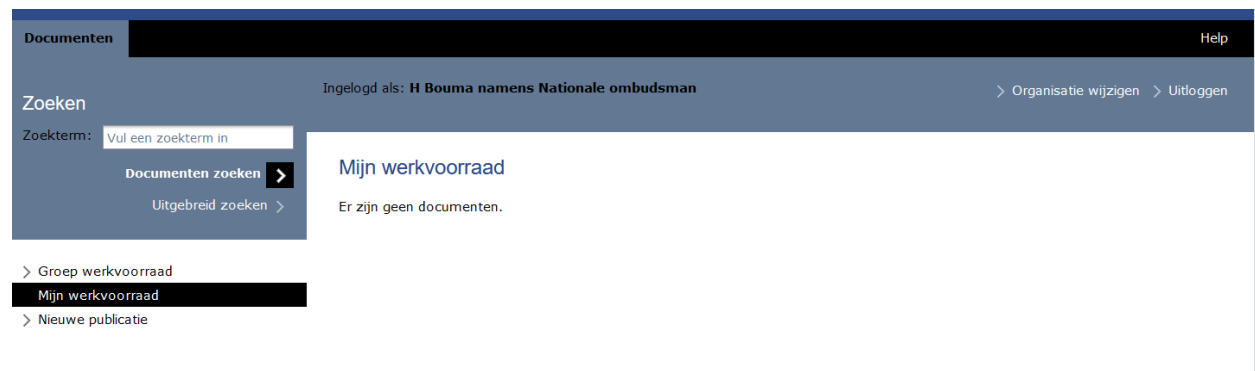 Documenten
Help
Zoeken
Zoekterm: Vul een zoekterm in
Documenten zoeken
Uitgebreid zoeken
Ingelogd als: H Bouma namens Nationale ombudsman
Organisatie wijzigen
Uitloggen
Groep werkvoorraad
Mijn werkvoorraad
Nieuwe publicatie
Mijn werkvoorraad
Er zijn geen documenten.